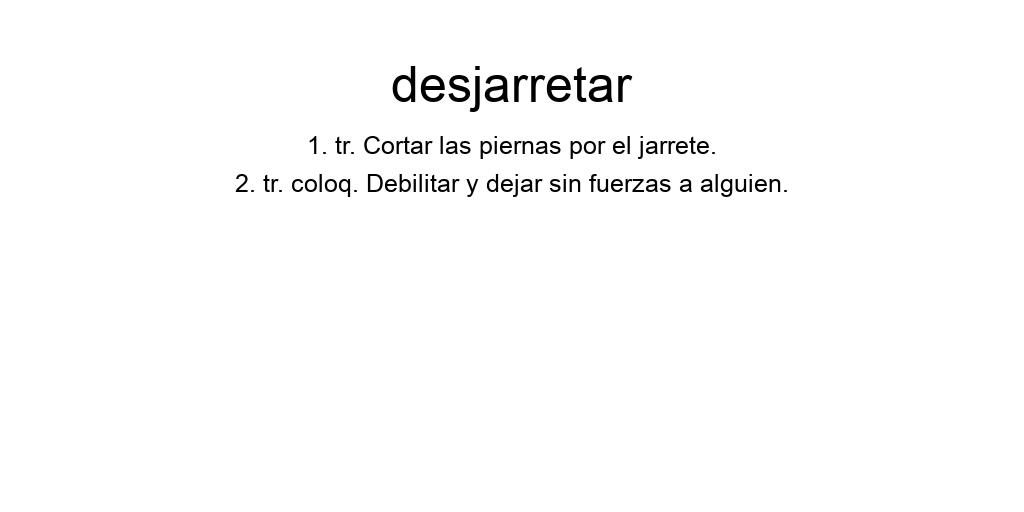 desjarretar
1. tr. Cortar las piernas por el jarrete.
2. tr. coloq. Debilitar y dejar sin fuerzas a alguien.